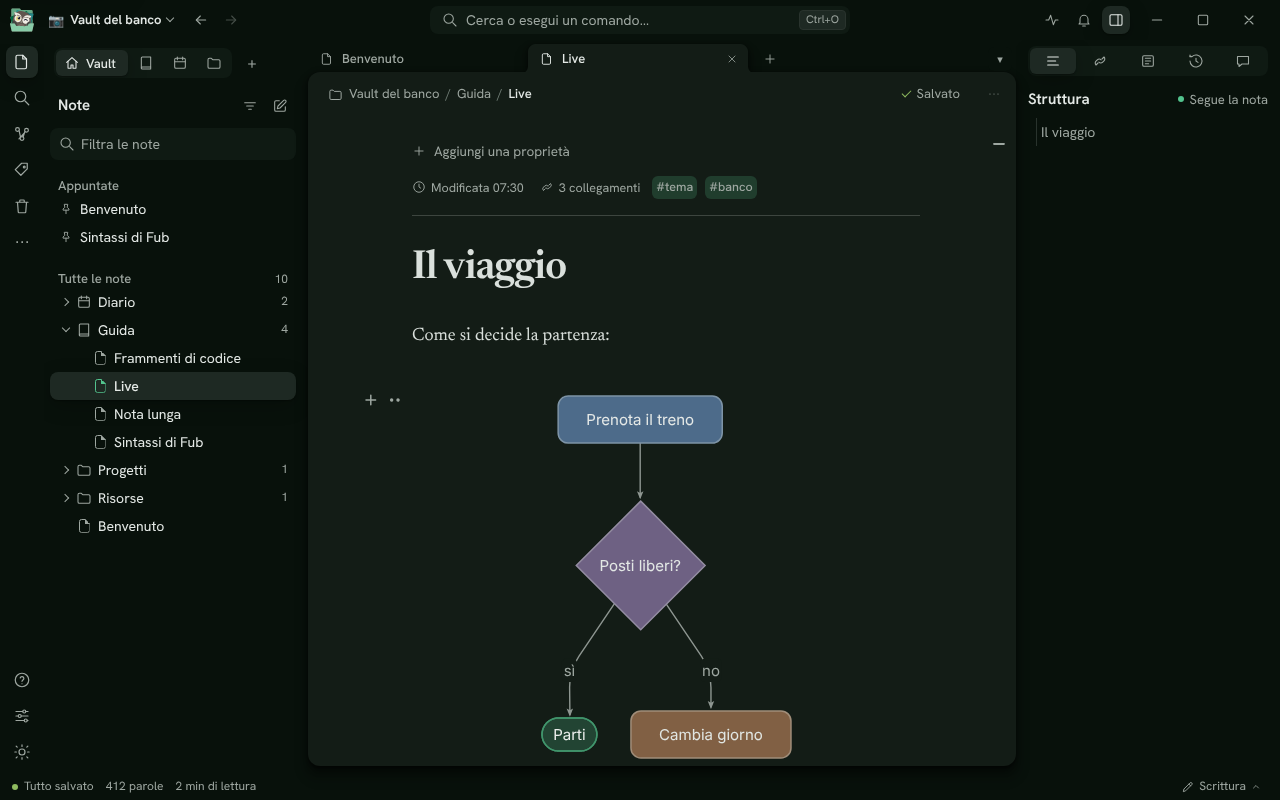 Vault del banco
Cerca o esegui un comando…
Ctrl+O
Vault
Benvenuto
Live
Note
Vault del banco / Guida / Live
Salvato
Struttura
Segue la nota
Il viaggio
Filtra le note
Aggiungi una proprietà
Appuntate
Modificata 07:30
3 collegamenti
#tema
#banco
Benvenuto
Sintassi di Fub
Il viaggio
Tutte le note 10
Diario 2
Guida 4
Frammenti di codice
Live
Nota lunga
Sintassi di Fub
Progetti 1
Risorse 1
Benvenuto
Come si decide la partenza:
Prenota il treno
Posti liberi?
sì
no
Parti
Cambia giorno
Tutto salvato
412 parole
2 min di lettura
Scrittura